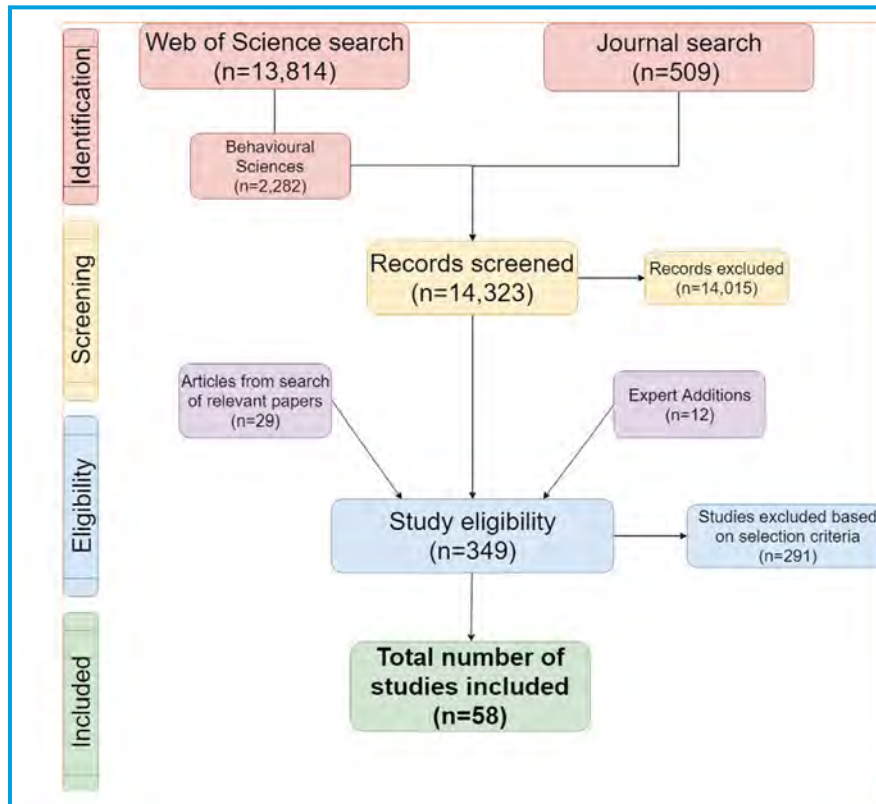 Identification
Web of Science search
(n=13,814)
Journal search
(n=509)
Behavioural
Sciences
(n=2,282)
Screening
Records screened
(n=14,323)
Records excluded
(n=14,015)
Articles from search
of relevant papers
(n=29)
Expert Additions
(n=12)
Eligibility
Study eligibility
(n=349)
Studies excluded based
on selection criteria
(n=291)
Included
Total number of
studies included
(n=58)